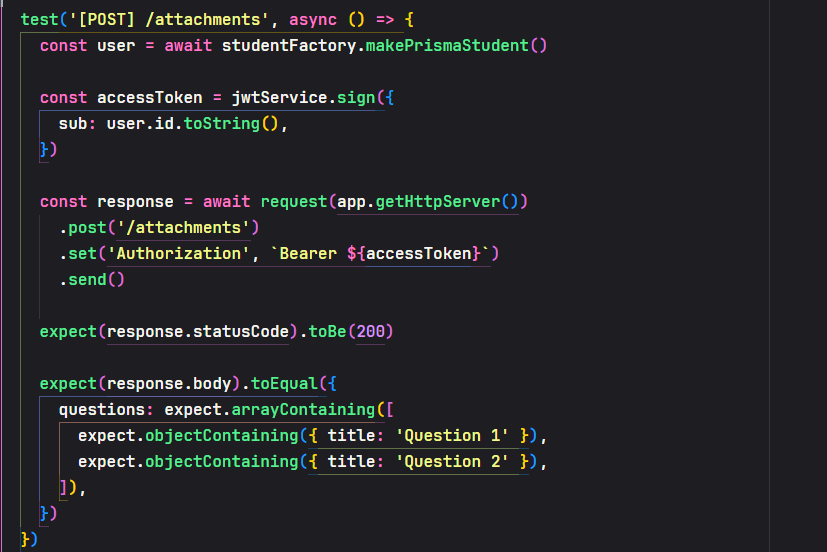 test('[POST] /attachments', async () => {
const user = await studentFactory.makePrismaStudent()
const accessToken = jwtService.sign({
sub: user.id.toString(),
})
const response = await request(app.getHttpServer())
.post('/attachments')
.set('Authorization', `Bearer ${accessToken}`)
.send()
expect(response.statusCode).toBe(200)
expect(response.body).toEqual({
questions: expect.arrayContaining([
expect.objectContaining({ title: 'Question 1' }),
expect.objectContaining({ title: 'Question 2' }),
]),
})
})